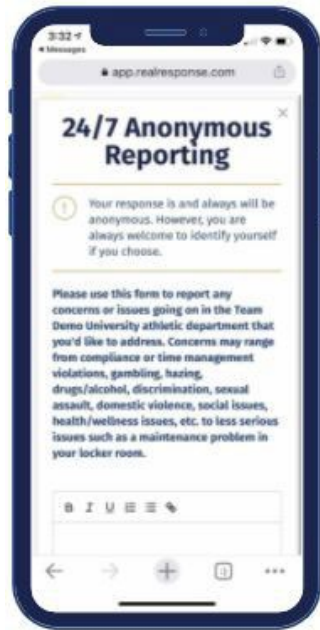 3:32
Messages
app.realresponse.com
24/7 Anonymous
Reporting
Your response is and always will be
anonymous. However, you are
always welcome to identify yourself
if you choose.
Please use this form to report any
concerns or issues going on in the Team
Demo University athletic department that
you'd like to address. Concerns may range
from compliance or time management
violations, gambling, hazing,
drugs/alcohol, discrimination, sexual
assault, domestic violence, social issues,
health/wellness issues, etc. to less serious
issues such as a maintenance problem in
your locker room.
B I U